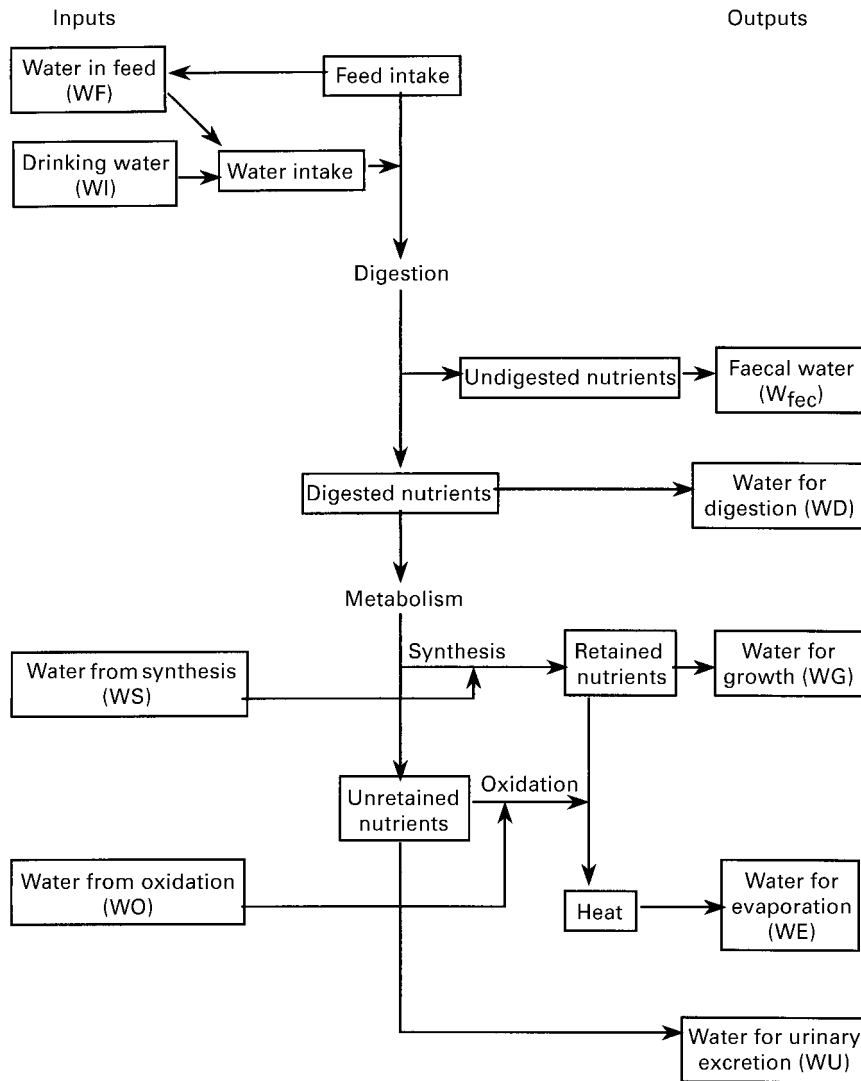 Inputs
Outputs
Water in feed
(WF)
Feed intake
Drinking water
(WI)
Water intake
Digestion
Undigested nutrients
Faecal water
(Wfec)
Digested nutrients
Water for
digestion (WD)
Metabolism
Synthesis
Retained
nutrients
Water for
growth (WG)
Water from synthesis
(WS)
Unretained
nutrients
Oxidation
Water from oxidation
(WO)
Heat
Water for
evaporation
(WE)
Water for urinary
excretion (WU)